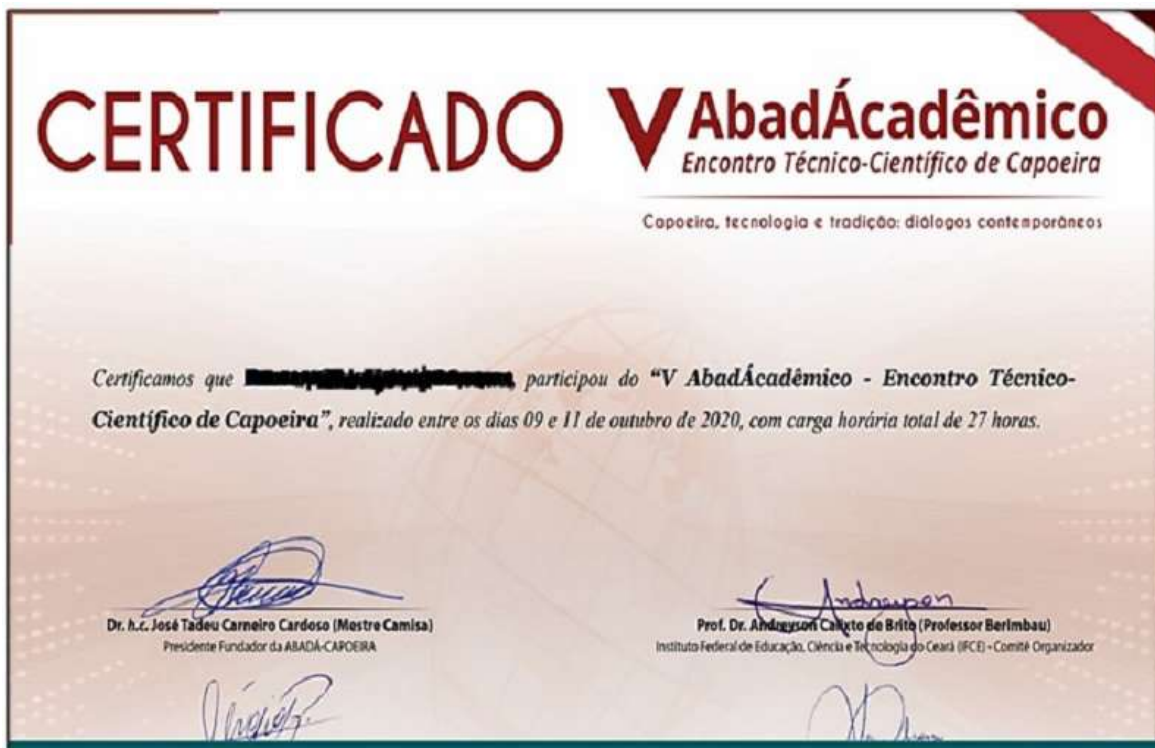 CERTIFICADO
V AbadÁcadêmico
Encontro Técnico-Científico de Capoeira
Capoeira, tecnologia e tradição: diálogos contemporâneos
Certificamos que participou do “V AbadÁcadêmico - Encontro Técnico-
Científico de Capoeira”, realizado entre os dias 09 e 11 de outubro de 2020, com carga horária total de 27 horas.
Andreyson
Dr. h.c. José Tadeu Carneiro Cardoso (Mestre Camisa)
Presidente Fundador da ABADÁ-CAPOEIRA
Prof. Dr. Andreyson Calixto de Brito (Professor Berimbau)
Instituto Federal de Educação, Ciência e Tecnologia do Ceará (IFCE) - Comitê Organizador